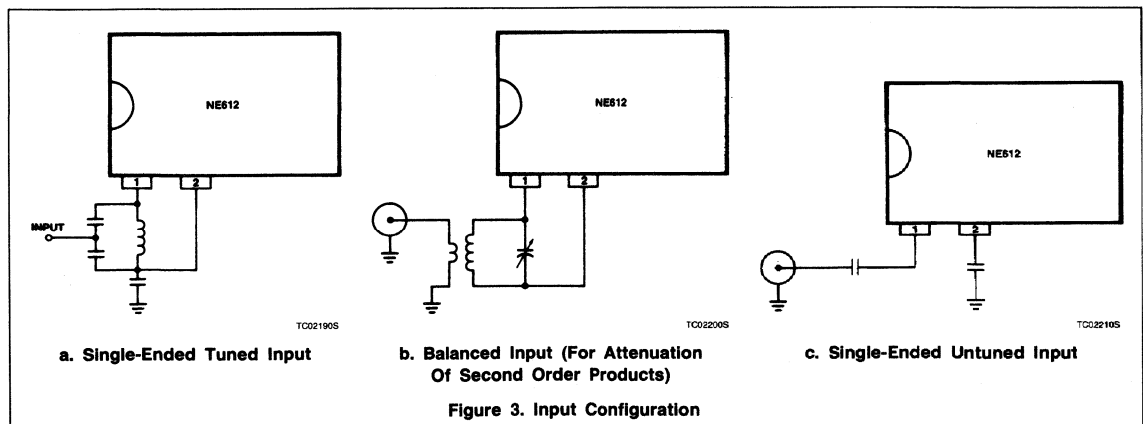 NE612
1
2
INPUT
TC02190S
a. Single-Ended Tuned Input
NE612
1
2
TC02200S
b. Balanced Input (For Attenuation
Of Second Order Products)
NE612
1
2
TC02210S
c. Single-Ended Untuned Input
Figure 3. Input Configuration